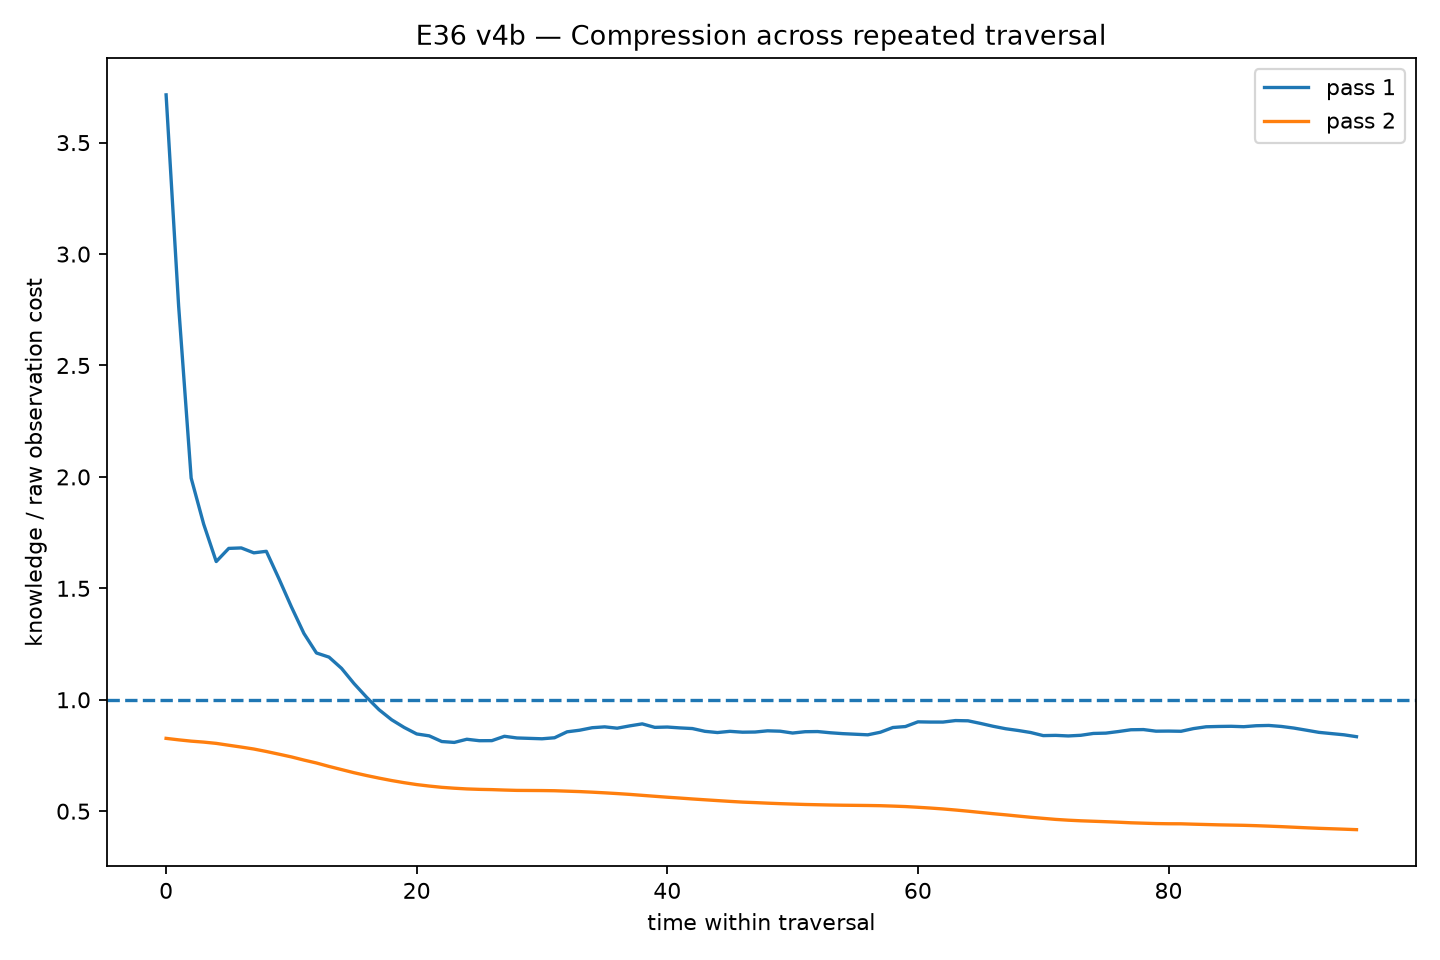 E36 v4b — Compression across repeated traversal
pass 1
pass 2
knowledge / raw observation cost
3.5
3.0
2.5
2.0
1.5
1.0
0.5
0 20 40 60 80
time within traversal